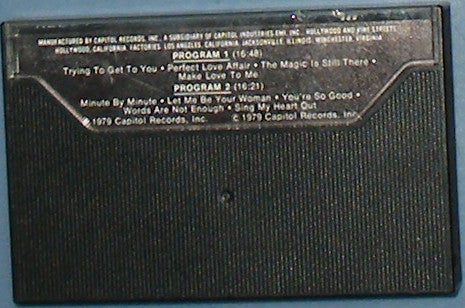 MANUFACTURED BY CAPITOL RECORDS, INC., A SUBSIDIARY OF CAPITOL INDUSTRIES-EMI, INC., HOLLYWOOD AND VINE STREETS,
HOLLYWOOD, CALIFORNIA. FACTORIES: LOS ANGELES, CALIFORNIA, JACKSONVILLE, ILLINOIS, WINCHESTER, VIRGINIA
PROGRAM 1 (16:48)
Trying To Get To You • Perfect Love Affair • The Magic Is Still There •
Make Love To Me
PROGRAM 2 (16:21)
Minute By Minute • Let Me Be Your Woman • You're So Good •
Words Are Not Enough • Sing My Heart Out
℗ 1979 Capitol Records, Inc. © 1979 Capitol Records, Inc.